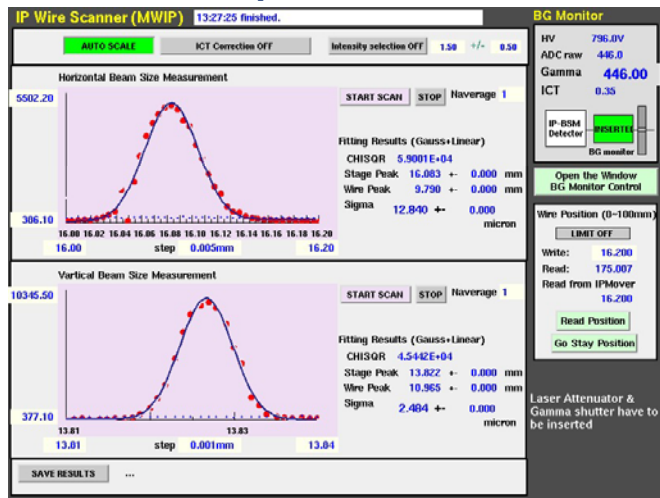 IP Wire Scanner (MWIP) 13:27:25 finished.
AUTO SCALE ICT Correction OFF Intensity selection OFF 1.50 +/- 0.50
Horizontal Beam Size Measurement
5502.20
306.10
16.00 16.02 16.04 16.06 16.08 16.10 16.12 16.14 16.16 16.18 16.20
16.00 step 0.005mm 16.20
START SCAN STOP Naverage 1
Fitting Results (Gauss+Linear)
CHISQR 5.9001E+04
Stage Peak 16.083 +- 0.000 mm
Wire Peak 9.790 +- 0.000 mm
Sigma 12.840 +- 0.000
micron
Vartical Beam Size Measurement
10345.50
377.10
13.81 13.83
13.81 step 0.001mm 13.84
START SCAN STOP Naverage 1
Fitting Results (Gauss+Linear)
CHISQR 4.5442E+04
Stage Peak 13.822 +- 0.000 mm
Wire Peak 10.965 +- 0.000 mm
Sigma 2.484 +- 0.000
micron
SAVE RESULTS ...
BG Monitor
HV 796.0V
ADC raw 446.0
Gamma 446.00
ICT 0.35
IP-BSM
Detector
INSERTED
BG monitor
Open the Window
BG Monitor Control
Wire Position (0-100mm)
LIMIT OFF
Write: 16.200
Read: 175.007
Read from IPMover
16.200
Read Position
Go Stay Position
Laser Attenuator &
Gamma shutter have to
be inserted